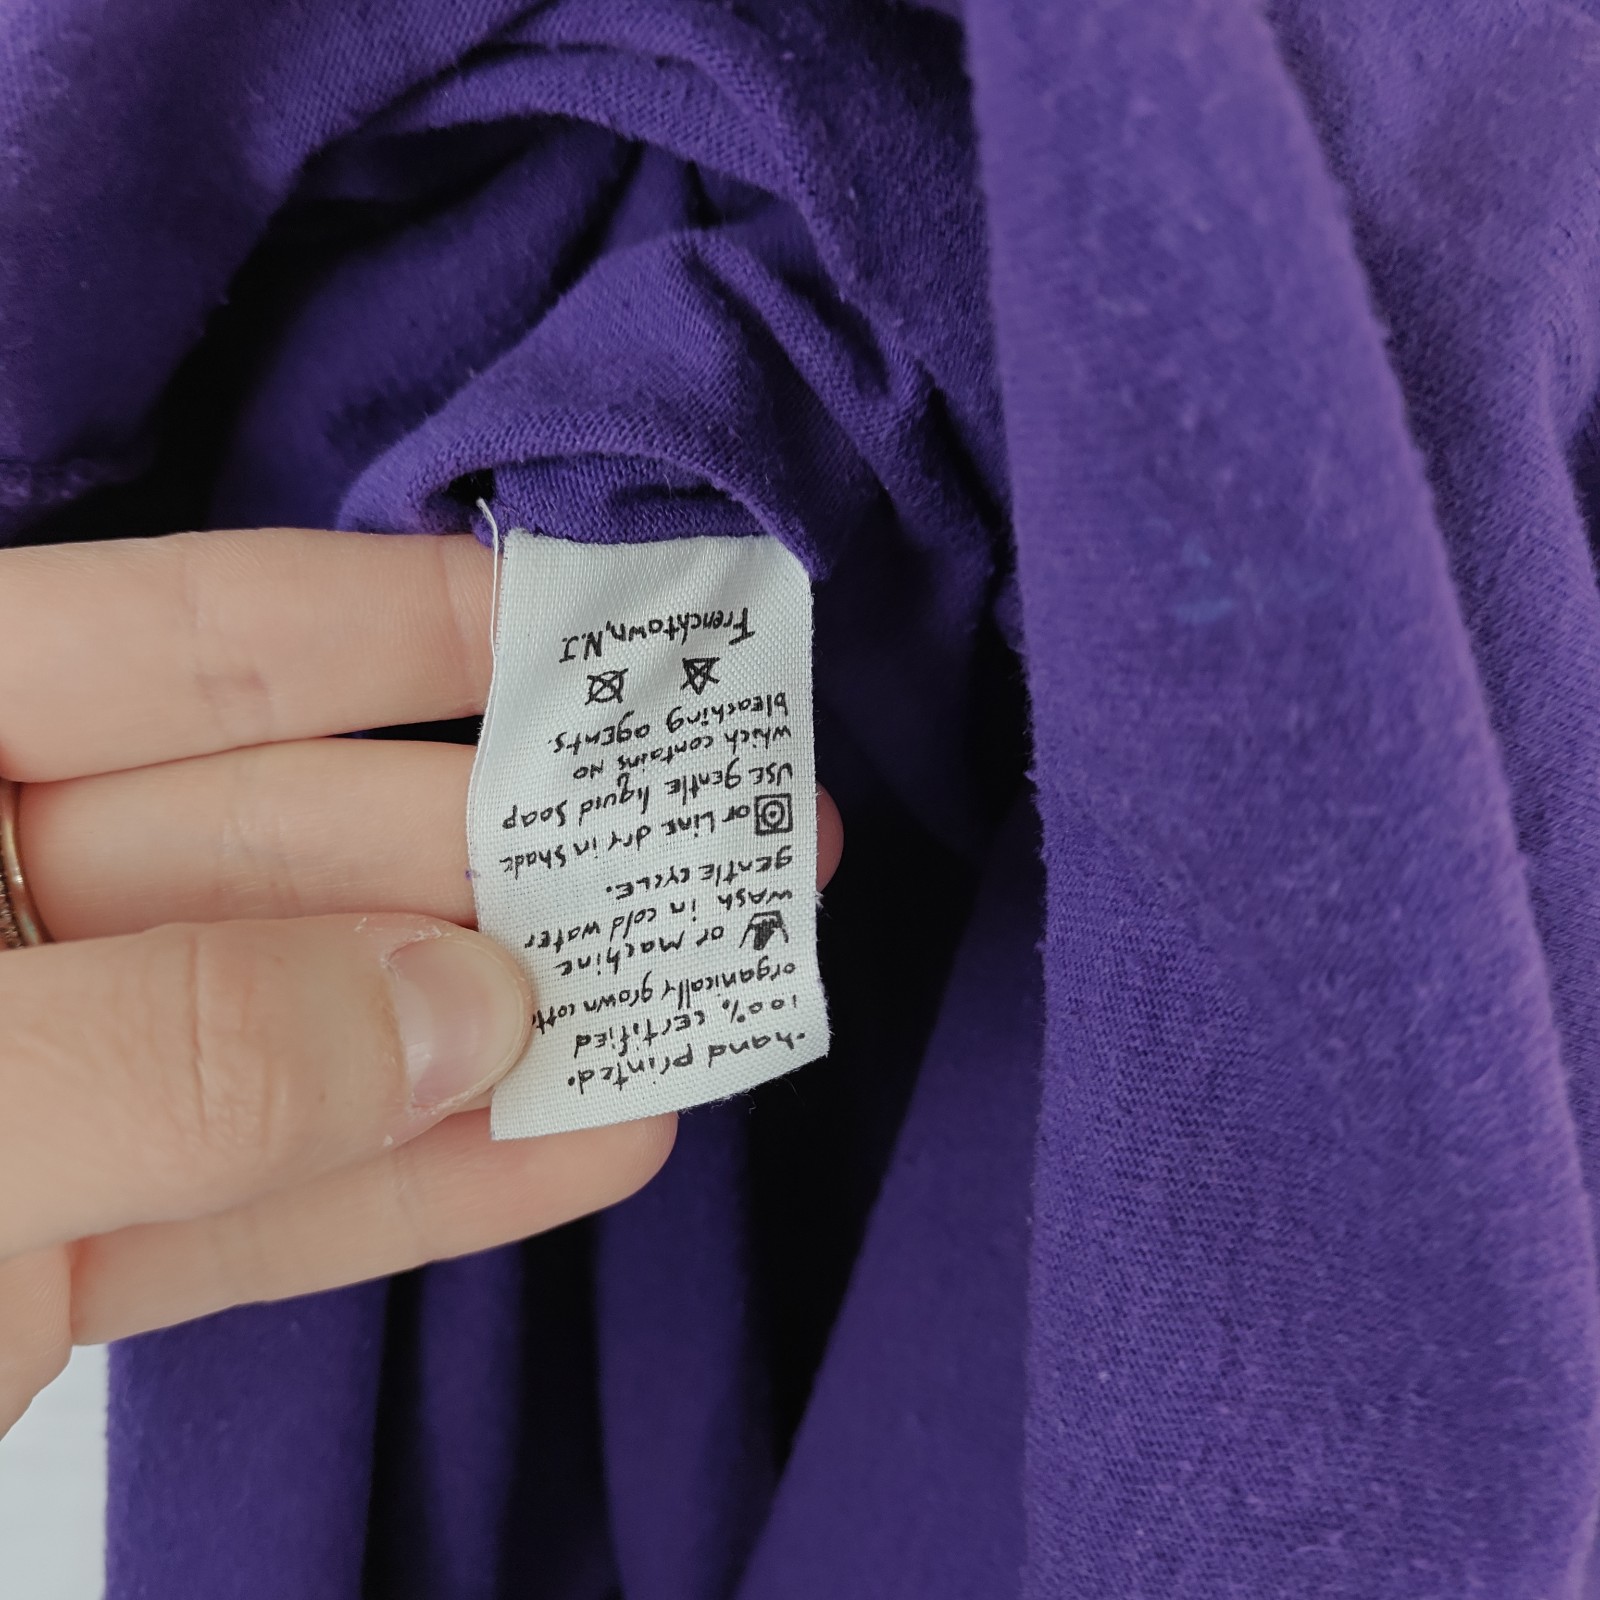 •hand printed•
100% certified
organically grown cott
or machine
wash in cold water
gentle cycle.
or Line dry in shade
use gentle liquid soap
which contains no
bleaching agents.
Frenchtown, N.J